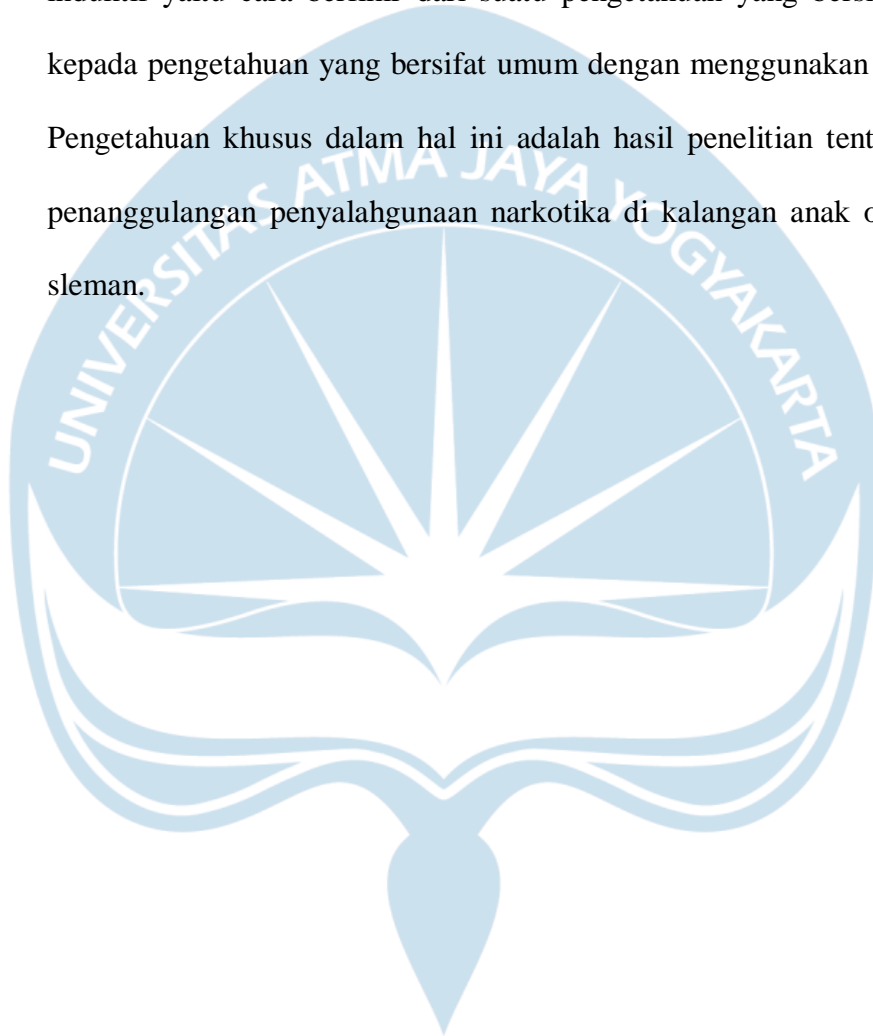 induktif yaitu cara berfikir dari suatu pengetahuan yang bersi
kepada pengetahuan yang bersifat umum dengan menggunakan
Pengetahuan khusus dalam hal ini adalah hasil penelitian tent
penanggulangan penyalahgunaan narkotika di kalangan anak
sleman.
UNIVERSITAS ATMA JAYA YOGYAKARTA